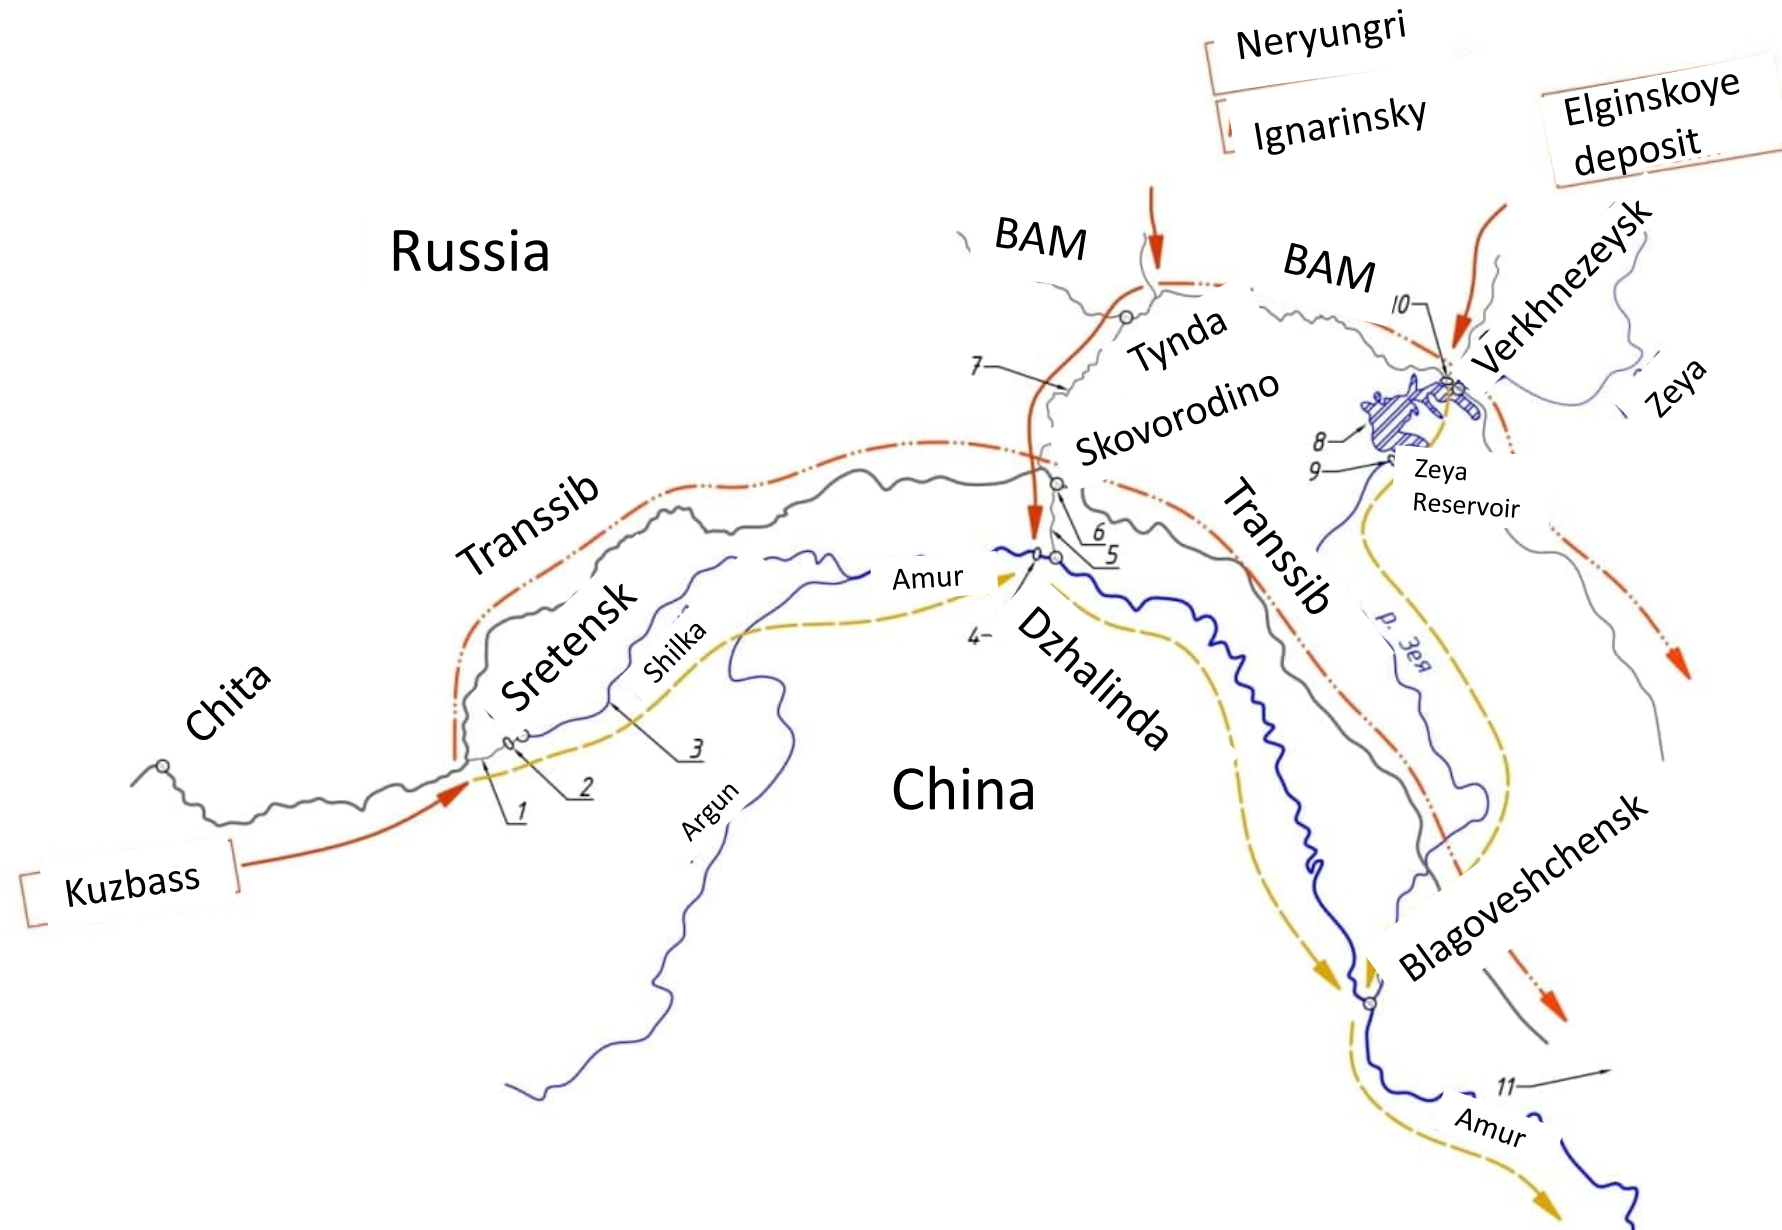 Neryungri
Ignarinsky
Elginskoye
deposit
Russia
BAM
BAM
10
Verkhnezeysk
Tynda
7
Zeya
Skovorodino
8
9
Zeya
Reservoir
Transsib
Transsib
6
5
Amur
4
р. Зея
Sretensk
Shilka
Dzhalinda
Chita
3
2
1
China
Argun
Kuzbass
Blagoveshchensk
11
Amur